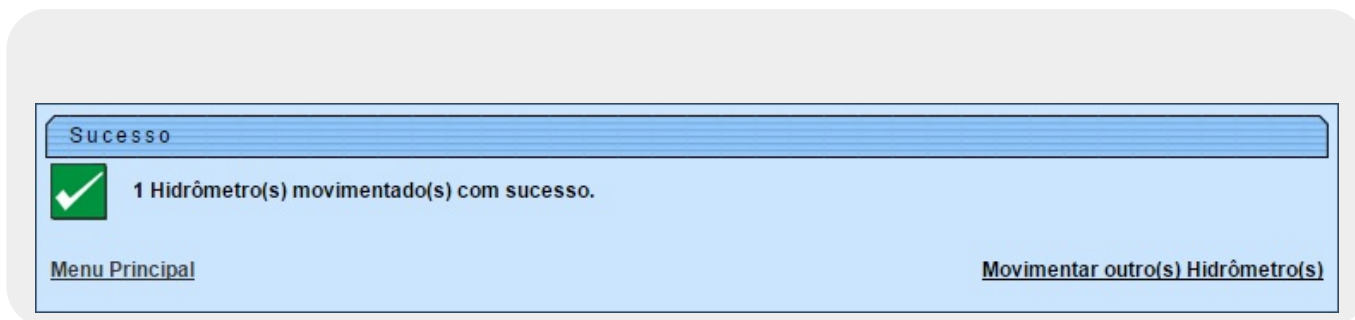 Sucesso
1 Hidrômetro(s) movimentado(s) com sucesso.
Menu Principal
Movimentar outro(s) Hidrômetro(s)